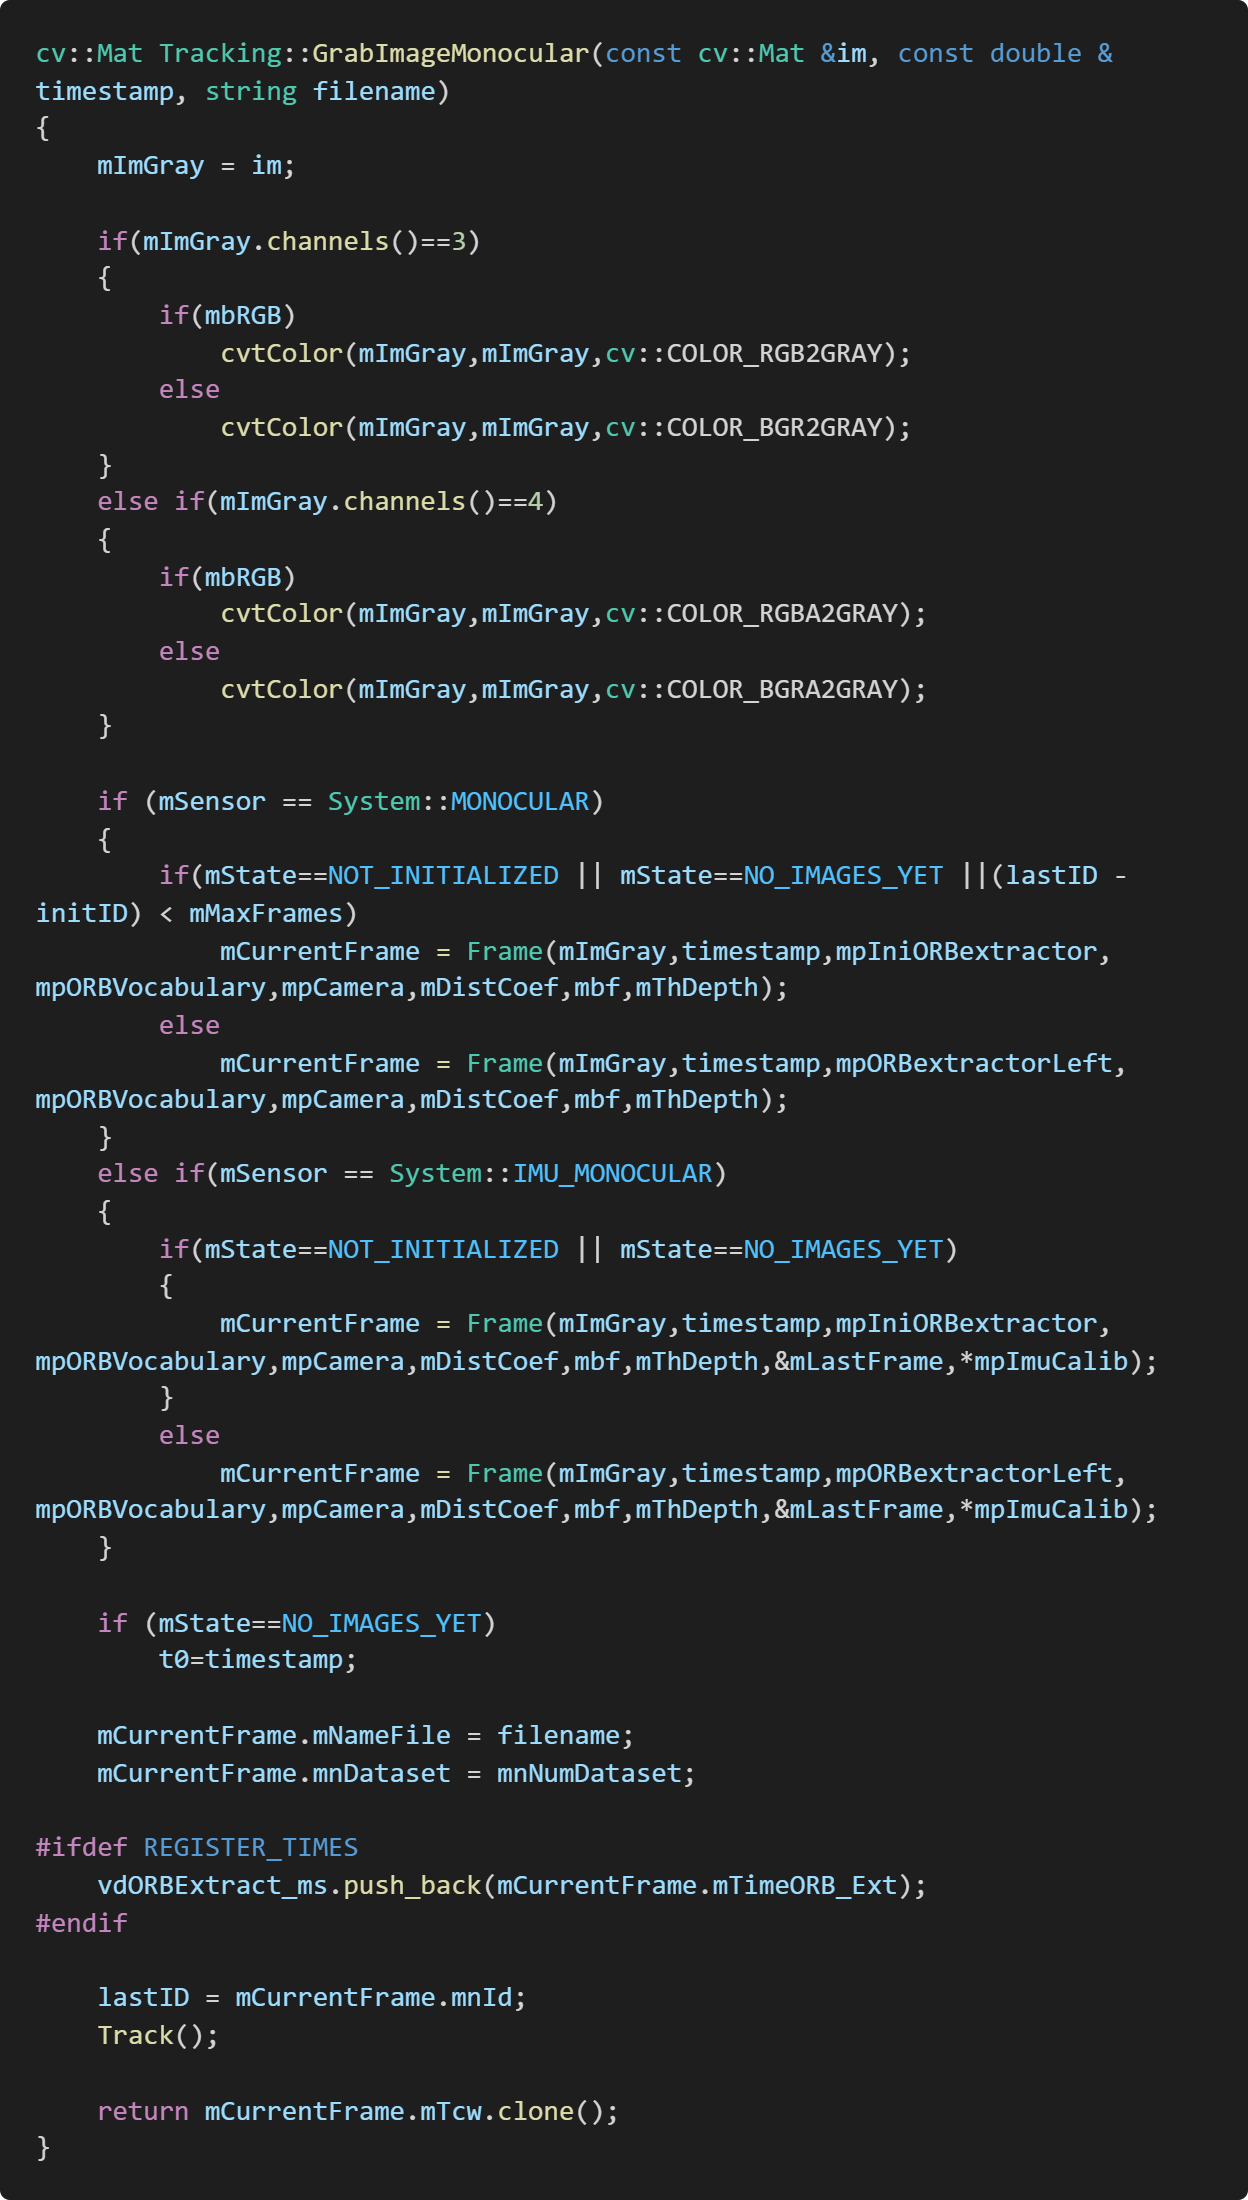 cv::Mat Tracking::GrabImageMonocular(const cv::Mat &im, const double &
timestamp, string filename)
{
    mImGray = im;

    if(mImGray.channels()==3)
    {
        if(mbRGB)
            cvtColor(mImGray,mImGray,cv::COLOR_RGB2GRAY);
        else
            cvtColor(mImGray,mImGray,cv::COLOR_BGR2GRAY);
    }
    else if(mImGray.channels()==4)
    {
        if(mbRGB)
            cvtColor(mImGray,mImGray,cv::COLOR_RGBA2GRAY);
        else
            cvtColor(mImGray,mImGray,cv::COLOR_BGRA2GRAY);
    }

    if (mSensor == System::MONOCULAR)
    {
        if(mState==NOT_INITIALIZED || mState==NO_IMAGES_YET ||(lastID -
initID) < mMaxFrames)
            mCurrentFrame = Frame(mImGray,timestamp,mpIniORBextractor,
mpORBVocabulary,mpCamera,mDistCoef,mbf,mThDepth);
        else
            mCurrentFrame = Frame(mImGray,timestamp,mpORBextractorLeft,
mpORBVocabulary,mpCamera,mDistCoef,mbf,mThDepth);
    }
    else if(mSensor == System::IMU_MONOCULAR)
    {
        if(mState==NOT_INITIALIZED || mState==NO_IMAGES_YET)
        {
            mCurrentFrame = Frame(mImGray,timestamp,mpIniORBextractor,
mpORBVocabulary,mpCamera,mDistCoef,mbf,mThDepth,&mLastFrame,*mpImuCalib);
        }
        else
            mCurrentFrame = Frame(mImGray,timestamp,mpORBextractorLeft,
mpORBVocabulary,mpCamera,mDistCoef,mbf,mThDepth,&mLastFrame,*mpImuCalib);
    }

    if (mState==NO_IMAGES_YET)
        t0=timestamp;

    mCurrentFrame.mNameFile = filename;
    mCurrentFrame.mnDataset = mnNumDataset;

#ifdef REGISTER_TIMES
    vdORBExtract_ms.push_back(mCurrentFrame.mTimeORB_Ext);
#endif

    lastID = mCurrentFrame.mnId;
    Track();

    return mCurrentFrame.mTcw.clone();
}